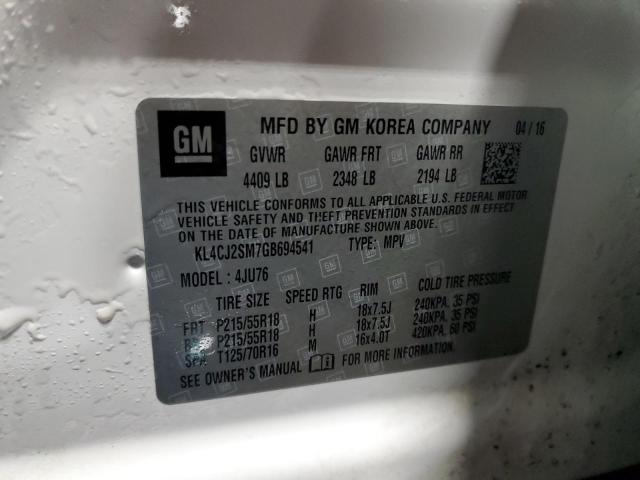 GM MFD BY GM KOREA COMPANY 04/16
GVWR GAWR FRT GAWR RR
4409 LB 2348 LB 2194 LB
THIS VEHICLE CONFORMS TO ALL APPLICABLE U.S. FEDERAL MOTOR
VEHICLE SAFETY AND THEFT PREVENTION STANDARDS IN EFFECT ON
THE DATE OF MANUFACTURE SHOWN ABOVE.
KL4CJ2SM7GB694541 TYPE: MPV
MODEL: 4JU76
TIRE SIZE SPEED RTG RIM COLD TIRE PRESSURE
FRT P215/55R18 H 18x7.5J 240KPA, 35 PSI
RR P215/55R18 H 18x7.5J 240KPA, 35 PSI
SPA T125/70R16 M 16x4.0T 420KPA, 60 PSI
SEE OWNER'S MANUAL FOR MORE INFORMATION.